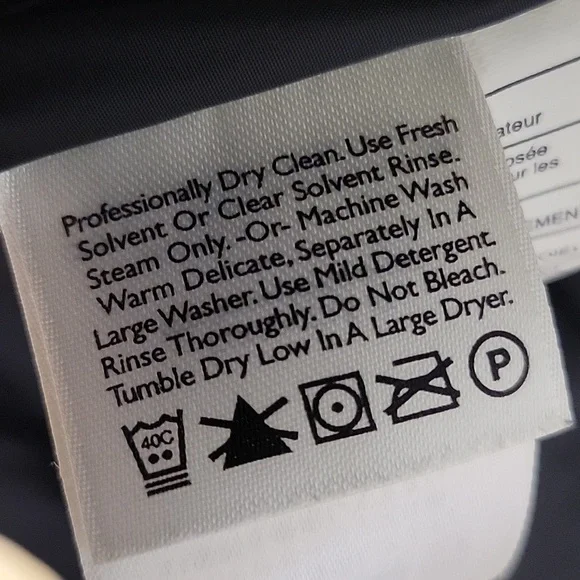 Professionally Dry Clean. Use Fresh
Solvent Or Clear Solvent Rinse.
Steam Only. -Or- Machine Wash
Warm Delicate, Separately In A
Large Washer. Use Mild Detergent.
Rinse Thoroughly. Do Not Bleach.
Tumble Dry Low In A Large Dryer.
40C
P
ateur
osée
ur les
MEN